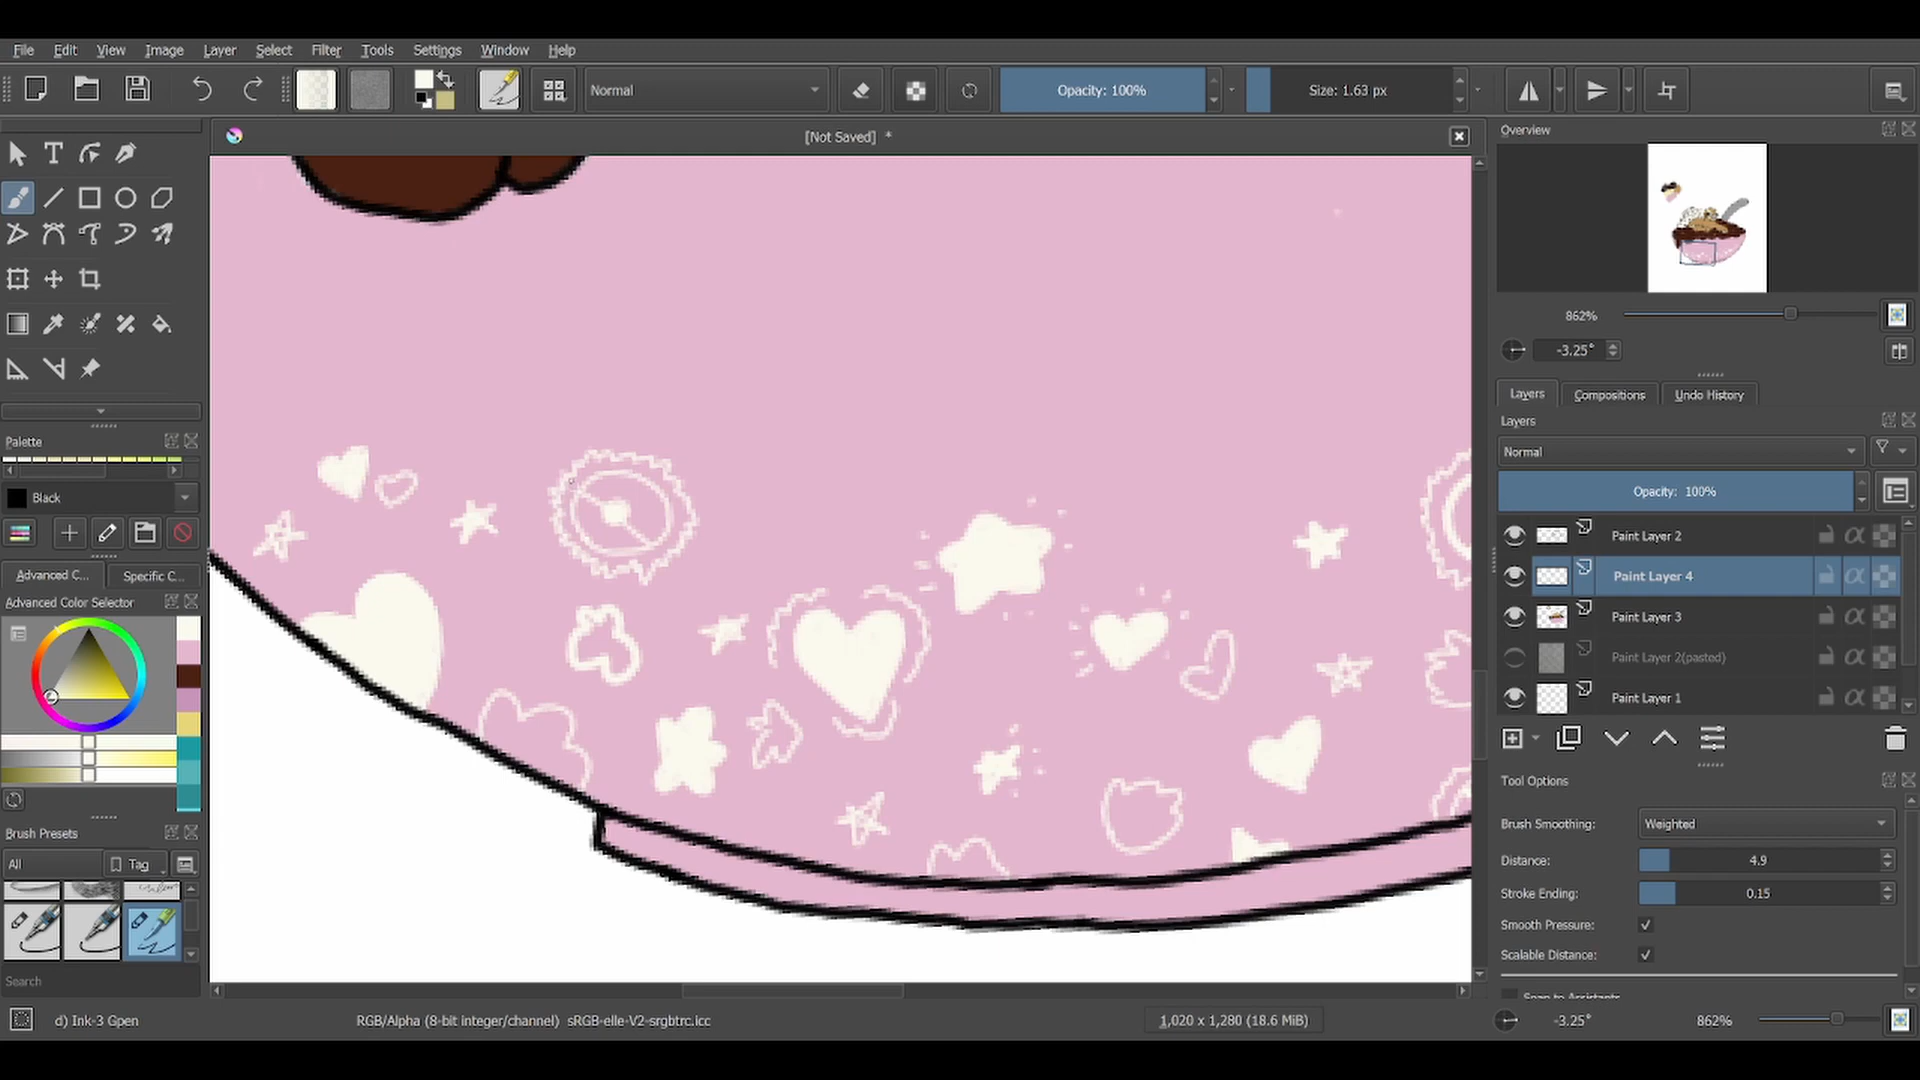 File Edit View Image Layer Select Filter Tools Settings Window Help
Normal Opacity: 100% Size: 1.63 px
[Not Saved] *
Overview
862%
-3.25°
Layers Compositions Undo History
Layers
Normal
Opacity: 100%
Paint Layer 2
Paint Layer 4
Paint Layer 3
Paint Layer 2(pasted)
Paint Layer 1
Tool Options
Brush Smoothing: Weighted
Distance: 4.9
Stroke Ending: 0.15
Smooth Pressure:
Scalable Distance:
Snap to Assistants
Palette
Black
Advanced C... Specific C...
Advanced Color Selector
Brush Presets
All Tag
Search
d) Ink-3 Gpen RGB/Alpha (8-bit integer/channel) sRGB-elle-V2-srgbtrc.icc 1,020 x 1,280 (18.6 MiB) -3.25° 862%